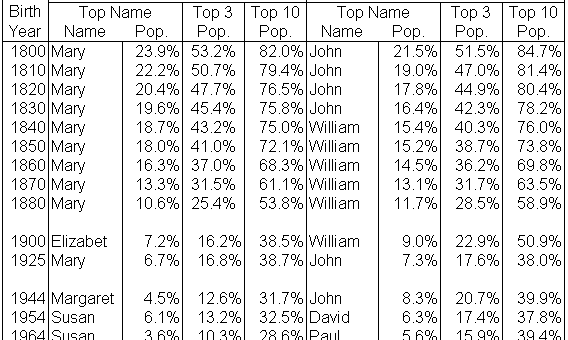 Birth Top Name Top 3 Top 10 Top Name Top 3 Top 10
Year Name Pop. Pop. Pop. Name Pop. Pop. Pop.
1800 Mary 23.9% 53.2% 82.0% John 21.5% 51.5% 84.7%
1810 Mary 22.2% 50.7% 79.4% John 19.0% 47.0% 81.4%
1820 Mary 20.4% 47.7% 76.5% John 17.8% 44.9% 80.4%
1830 Mary 19.6% 45.4% 75.8% John 16.4% 42.3% 78.2%
1840 Mary 18.7% 43.2% 75.0% William 15.4% 40.3% 76.0%
1850 Mary 18.0% 41.0% 72.1% William 15.2% 38.7% 73.8%
1860 Mary 16.3% 37.0% 68.3% William 14.5% 36.2% 69.8%
1870 Mary 13.3% 31.5% 61.1% William 13.1% 31.7% 63.5%
1880 Mary 10.6% 25.4% 53.8% William 11.7% 28.5% 58.9%
1900 Elizabet 7.2% 16.2% 38.5% William 9.0% 22.9% 50.9%
1925 Mary 6.7% 16.8% 38.7% John 7.3% 17.6% 38.0%
1944 Margaret 4.5% 12.6% 31.7% John 8.3% 20.7% 39.9%
1954 Susan 6.1% 13.2% 32.5% David 6.3% 17.4% 37.8%
1964 Susan 3.6% 10.3% 28.6% Paul 5.6% 15.9% 39.4%